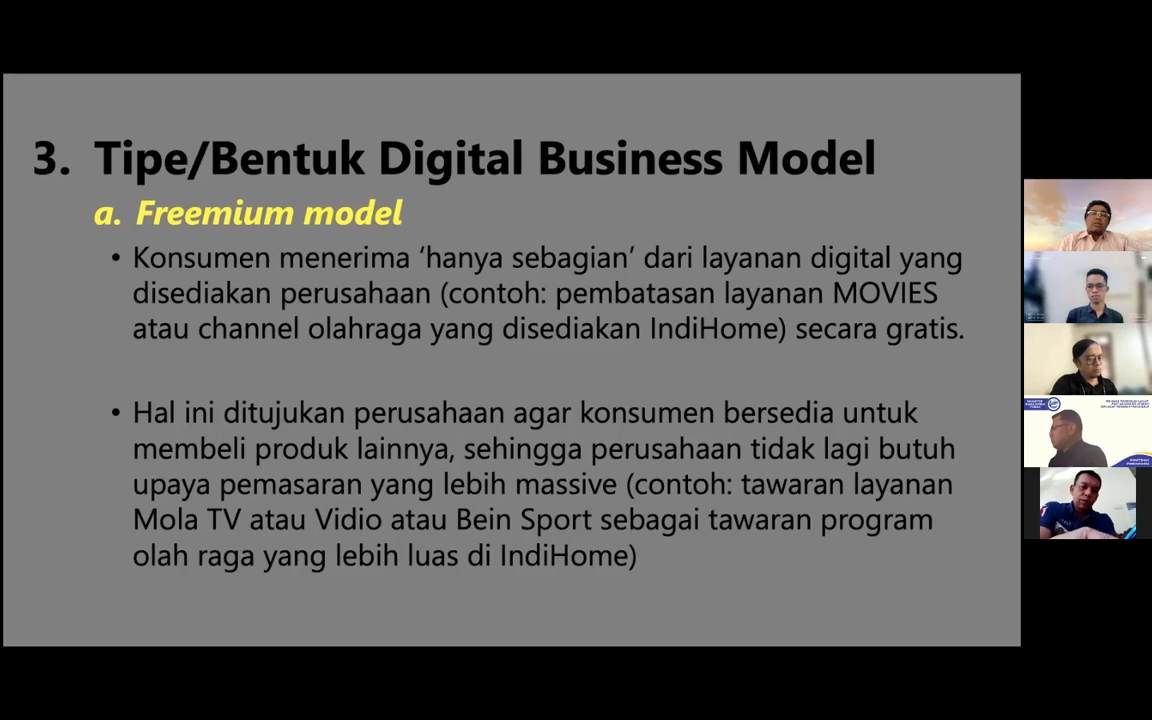 3. Tipe/Bentuk Digital Business Model
a. Freemium model
• Konsumen menerima ‘hanya sebagian’ dari layanan digital yang
disediakan perusahaan (contoh: pembatasan layanan MOVIES
atau channel olahraga yang disediakan IndiHome) secara gratis.
• Hal ini ditujukan perusahaan agar konsumen bersedia untuk
membeli produk lainnya, sehingga perusahaan tidak lagi butuh
upaya pemasaran yang lebih massive (contoh: tawaran layanan
Mola TV atau Vidio atau Bein Sport sebagai tawaran program
olah raga yang lebih luas di IndiHome)